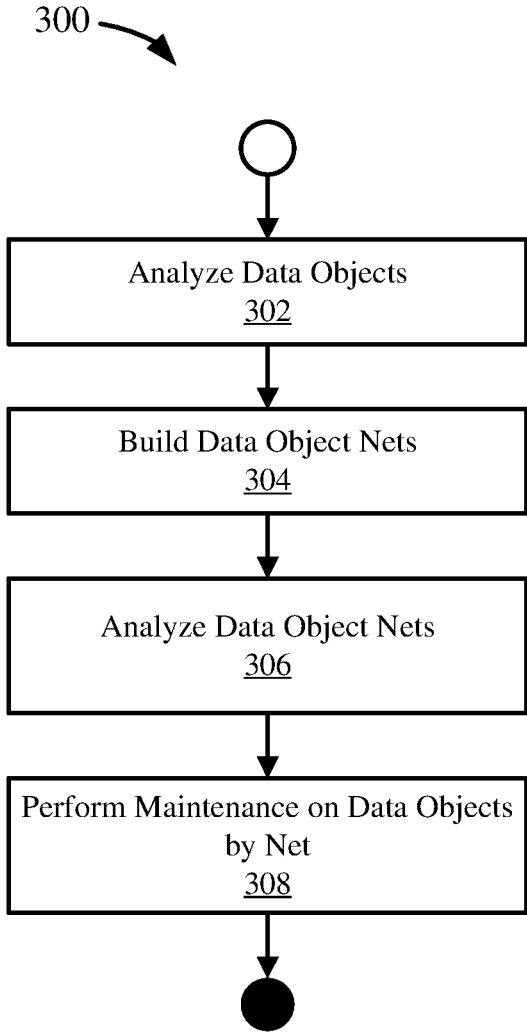 300
Analyze Data Objects
302
Build Data Object Nets
304
Analyze Data Object Nets
306
Perform Maintenance on Data Objects
by Net
308